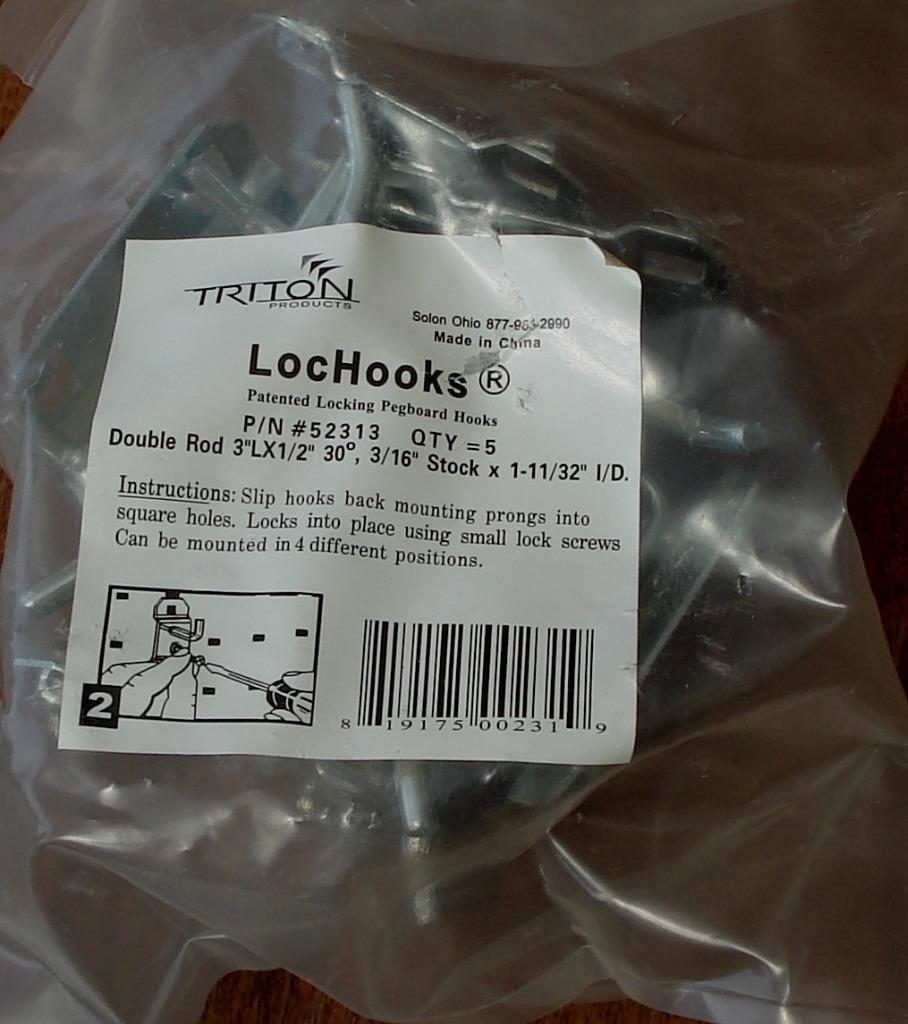 TRITON
PRODUCTS
Solon Ohio 877-963-2990
Made in China
LocHooks ®
Patented Locking Pegboard Hooks
P/N #52313 QTY =5
Double Rod 3"LX1/2" 30°, 3/16" Stock x 1-11/32" I/D.
Instructions: Slip hooks back mounting prongs into
square holes. Locks into place using small lock screws
Can be mounted in 4 different positions.
2
8 19175 00231 9